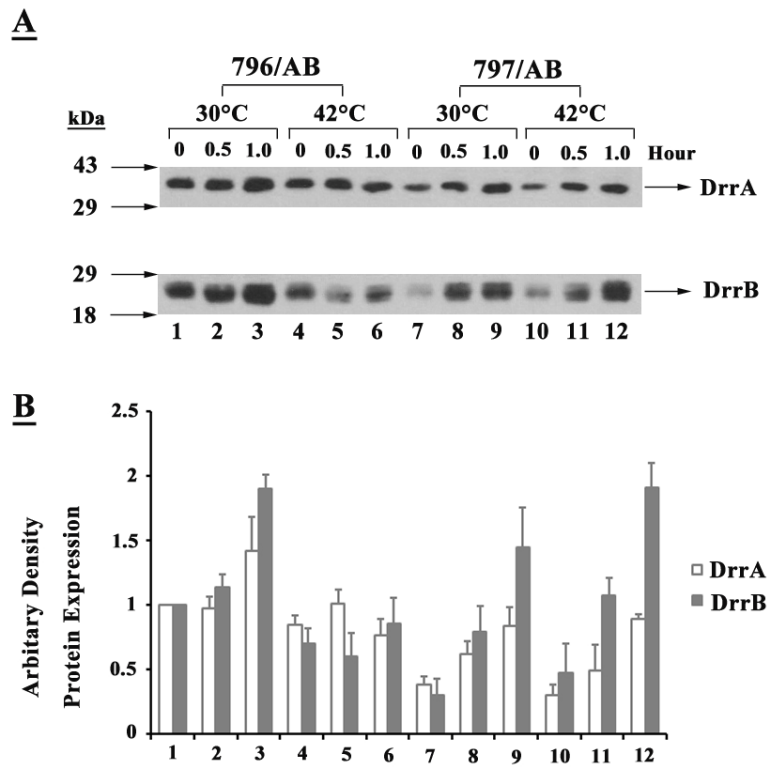 A
796/AB 797/AB
kDa 30°C 42°C 30°C 42°C
0 0.5 1.0 0 0.5 1.0 0 0.5 1.0 0 0.5 1.0 Hour
43
DrrA
29
29
DrrB
18
1 2 3 4 5 6 7 8 9 10 11 12
B
Arbitary Density
Protein Expression
2.5
2
1.5
1
0.5
0
1 2 3 4 5 6 7 8 9 10 11 12
DrrA
DrrB